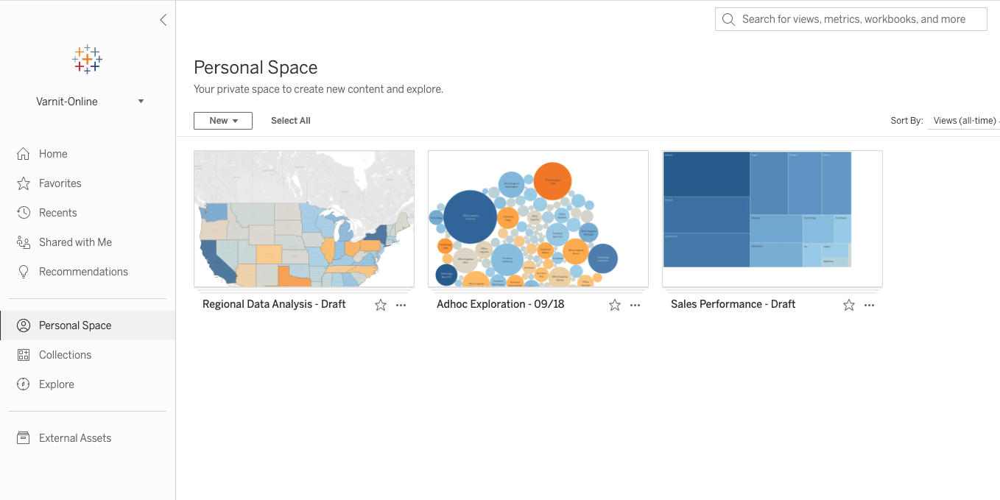 Search for views, metrics, workbooks, and more
Varnit-Online
Home
Favorites
Recents
Shared with Me
Recommendations
Personal Space
Collections
Explore
External Assets
Personal Space
Your private space to create new content and explore.
New
Select All
Sort By: Views (all-time)
Regional Data Analysis - Draft
Adhoc Exploration - 09/18
Sales Performance - Draft